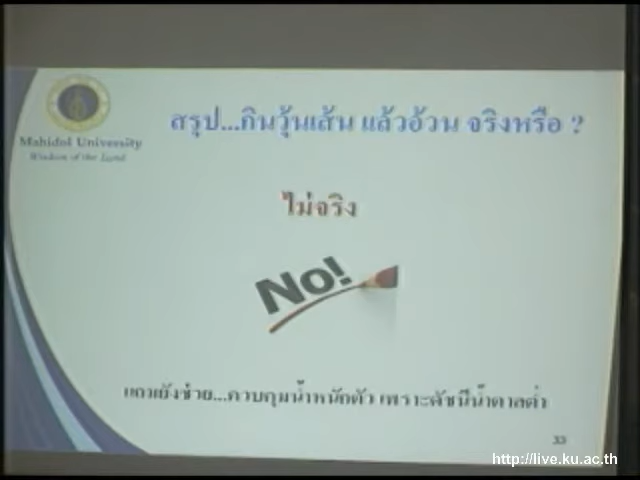 Mahidol University
Wisdom of the Land
สรุป...กินวุ้นเส้น แล้วอ้วน จริงหรือ ?
ไม่จริง
No!
แถมยังช่วย...ควบคุมน้ำหนักตัว เพราะดัชนีน้ำตาลต่ำ
33
http://live.ku.ac.th